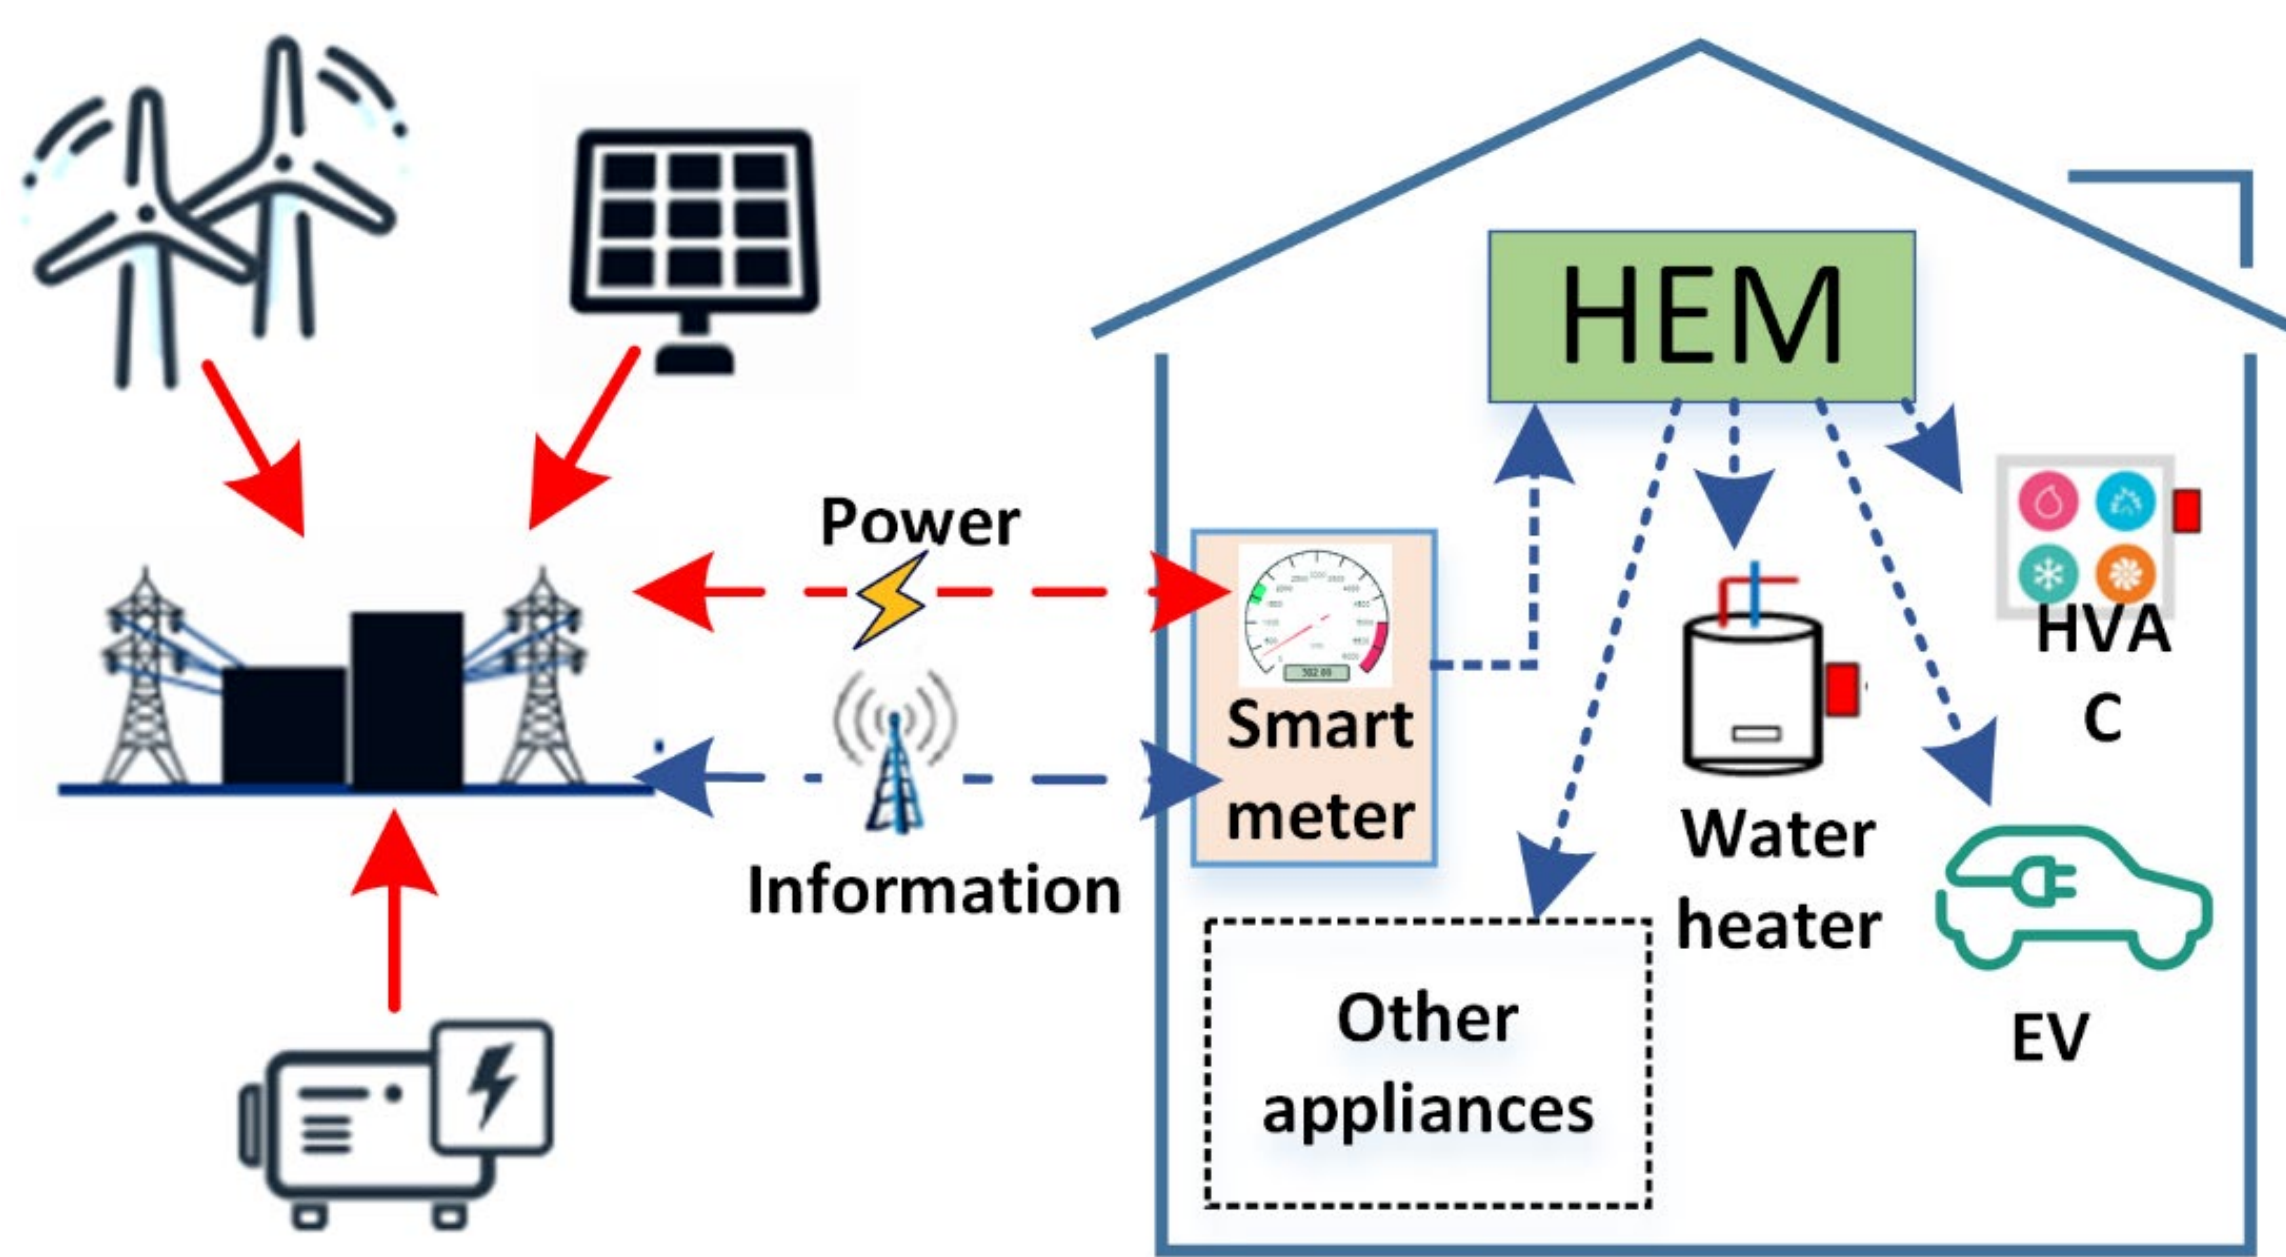 HEM
Power
HVA
C
Smart
meter
Information
Water
heater
Other
appliances
EV